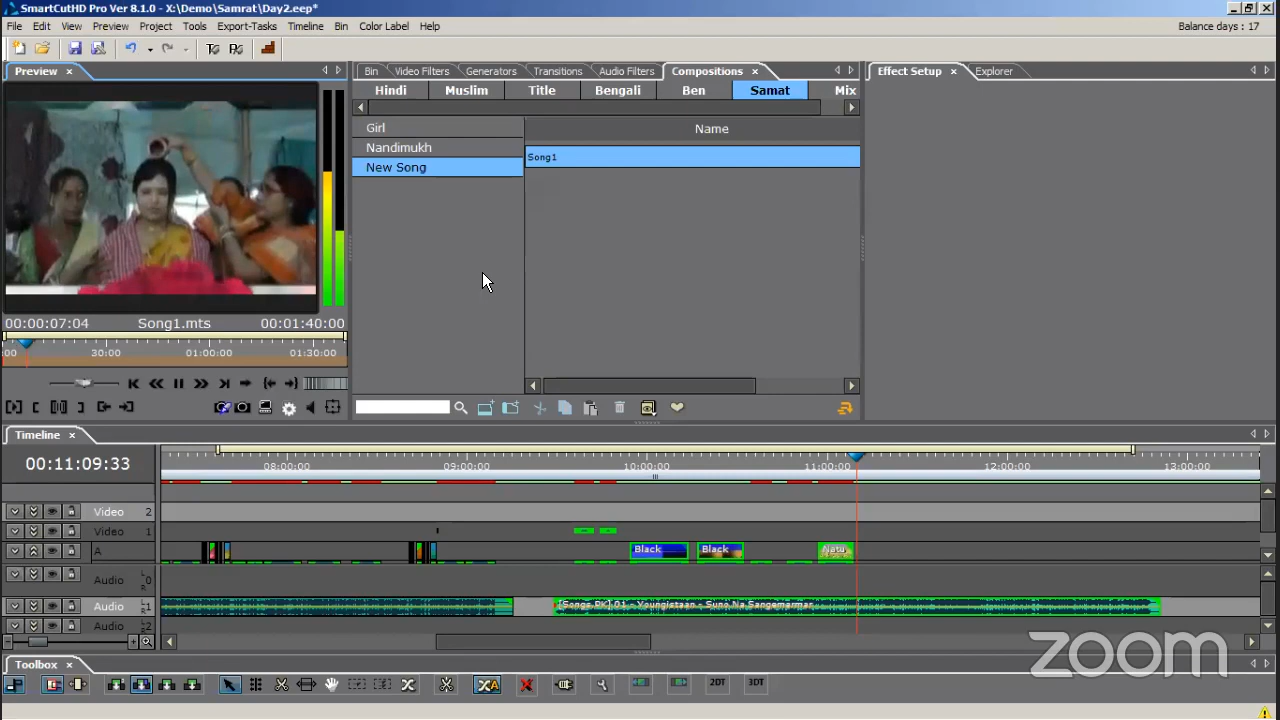 SmartCutHD Pro Ver 8.1.0 - X:\Demo\Samrat\Day2.eep*
File Edit View Preview Project Tools Export-Tasks Timeline Bin Color Label Help Balance days : 17
Preview Bin Video Filters Generators Transitions Audio Filters Compositions Effect Setup Explorer
Hindi Muslim Title Bengali Ben Samat Mix
Girl Name
Nandimukh Song1
New Song
00:00:07:04 Song1.mts 00:01:40:00
:00 30:00 01:00:00 01:30:00
Timeline
00:11:09:33 08:00:00 09:00:00 10:00:00 11:00:00 12:00:00 13:00:00
Video 2
Video 1
A Black Black Natu
Audio 0 L R
Audio 1 [Songs.PK] 01 - Youngistaan - Suno Na Sangemarmar
Audio 2
Toolbox
2DT 3DT
zoom